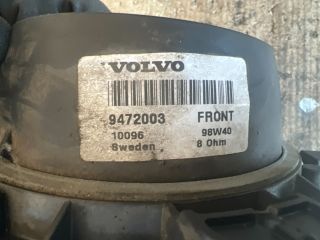 VOLVO
9472003 FRONT
10096 98W40
Sweden 8 Ohm